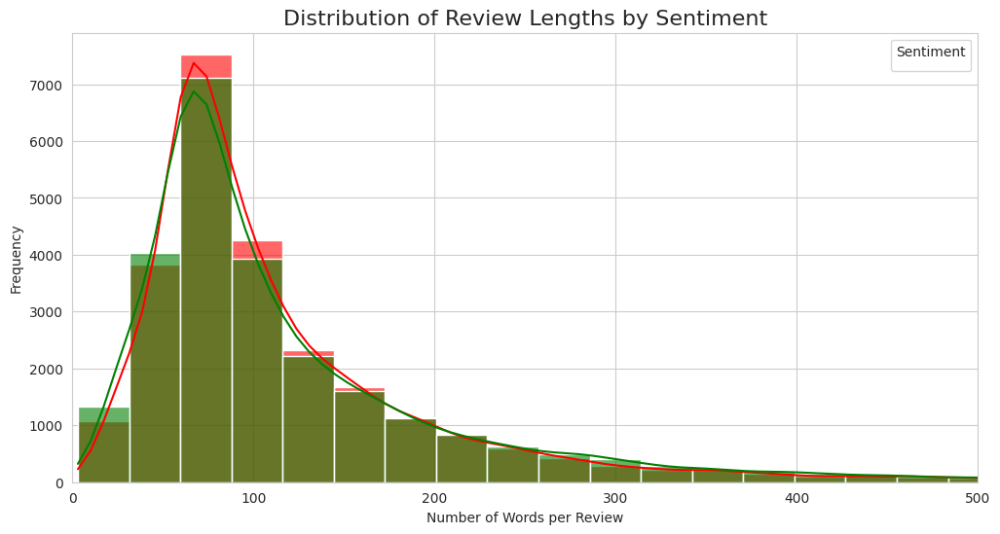 Distribution of Review Lengths by Sentiment
Sentiment
Frequency
7000
6000
5000
4000
3000
2000
1000
0
0 100 200 300 400 500
Number of Words per Review